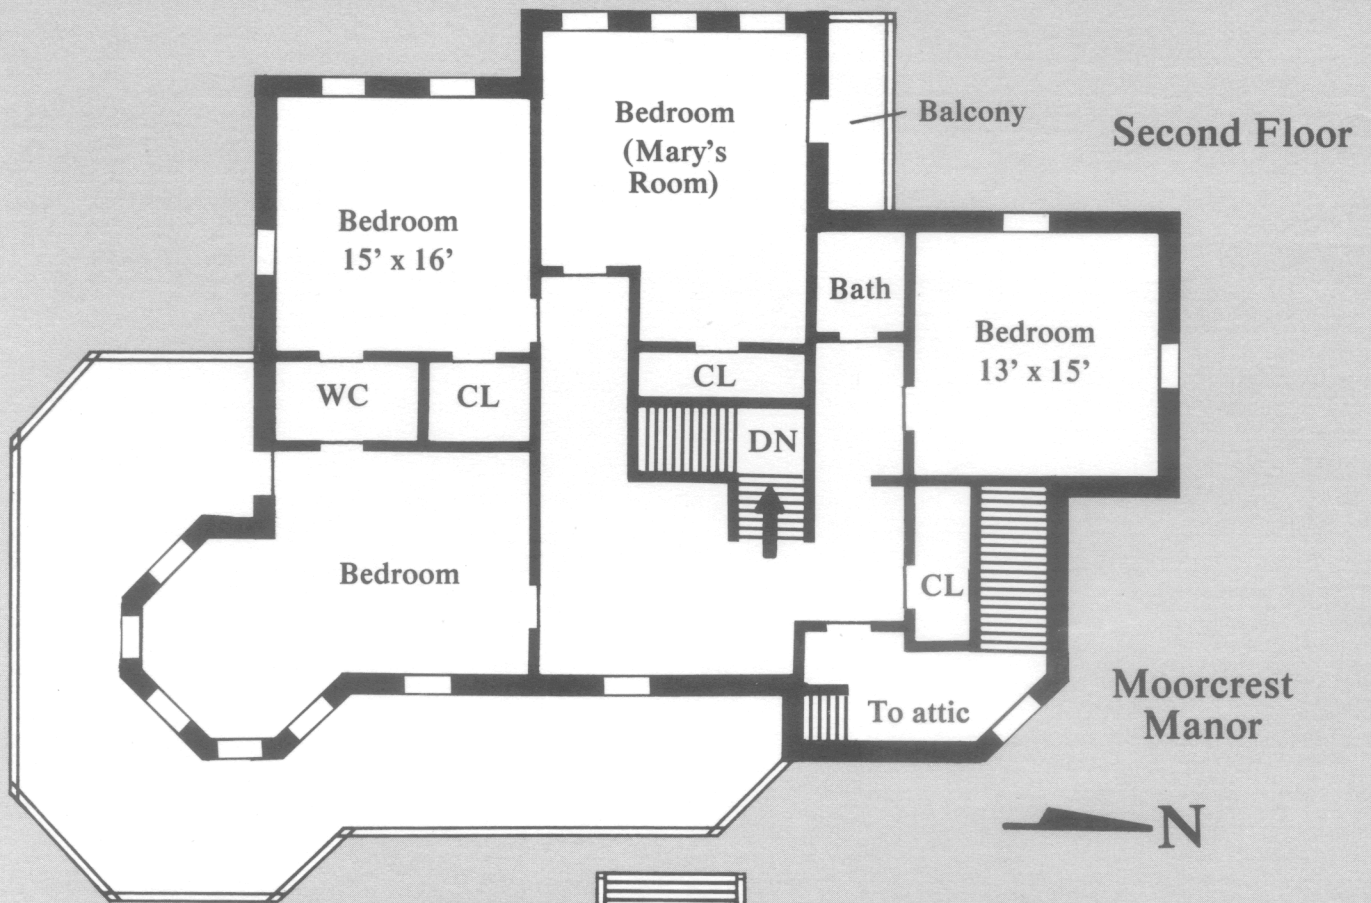 Bedroom
(Mary's
Room)
Balcony
Second Floor
Bedroom
15' x 16'
Bath
Bedroom
13' x 15'
WC
CL
CL
DN
Bedroom
CL
To attic
Moorcrest
Manor
N